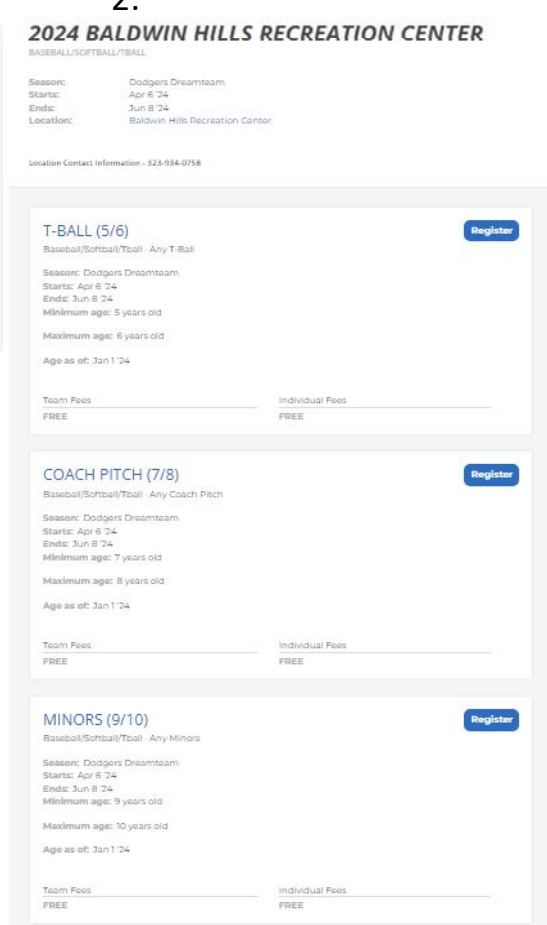 2.
2024 BALDWIN HILLS RECREATION CENTER
BASEBALL/SOFTBALL/TBALL
Season: Dodgers Dreamteam
Starts: Apr 6 '24
Ends: Jun 8 '24
Location: Baldwin Hills Recreation Center
Location Contact Information - 323-934-0758
T-BALL (5/6) Register
Baseball/Softball/Tball · Any T-Ball
Season: Dodgers Dreamteam
Starts: Apr 6 '24
Ends: Jun 8 '24
Minimum age: 5 years old
Maximum age: 6 years old
Age as of: Jan 1 '24
Team Fees Individual Fees
FREE FREE
COACH PITCH (7/8) Register
Baseball/Softball/Tball · Any Coach Pitch
Season: Dodgers Dreamteam
Starts: Apr 6 '24
Ends: Jun 8 '24
Minimum age: 7 years old
Maximum age: 8 years old
Age as of: Jan 1 '24
Team Fees Individual Fees
FREE FREE
MINORS (9/10) Register
Baseball/Softball/Tball · Any Minors
Season: Dodgers Dreamteam
Starts: Apr 6 '24
Ends: Jun 8 '24
Minimum age: 9 years old
Maximum age: 10 years old
Age as of: Jan 1 '24
Team Fees Individual Fees
FREE FREE